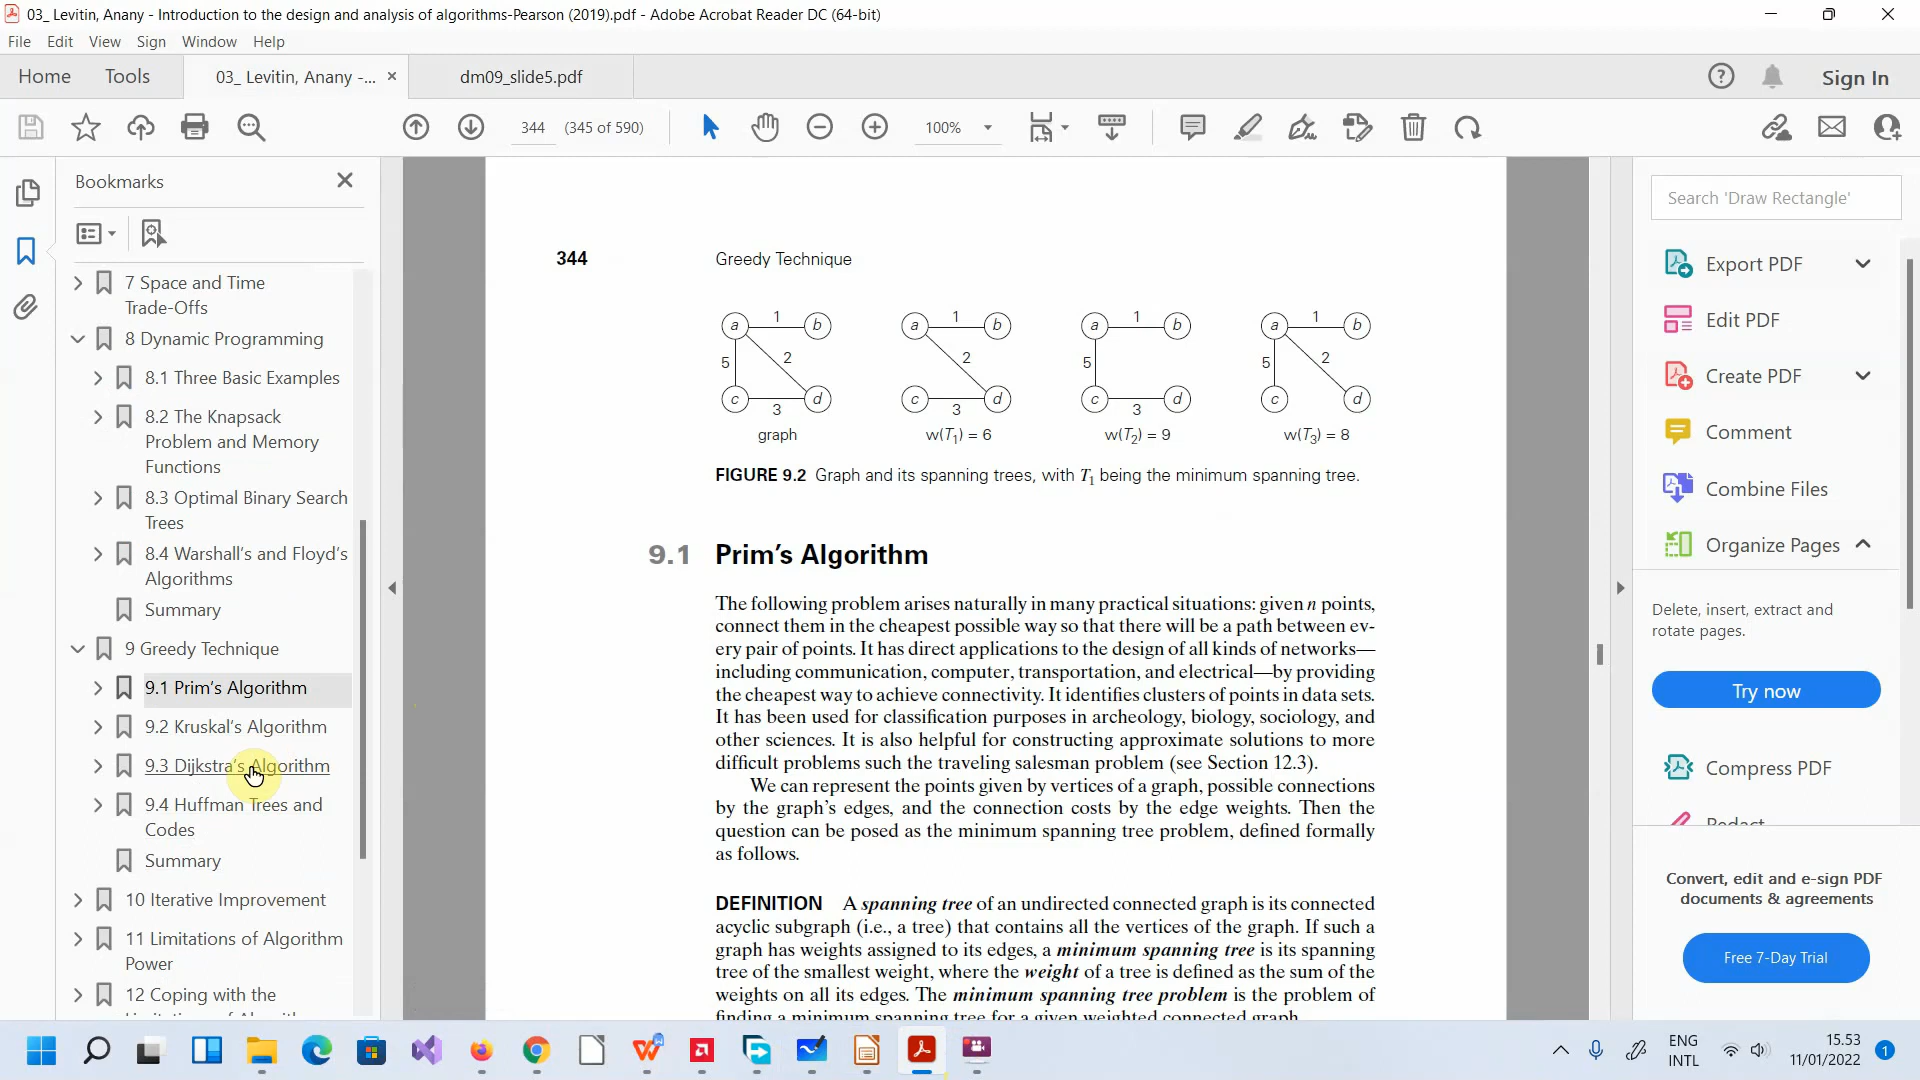 03_ Levitin, Anany - Introduction to the design and analysis of algorithms-Pearson (2019).pdf - Adobe Acrobat Reader DC (64-bit)
File Edit View Sign Window Help
Home Tools 03_ Levitin, Anany -... dm09_slide5.pdf Sign In
344 (345 of 590) 100%
Bookmarks
7 Space and Time
Trade-Offs
8 Dynamic Programming
8.1 Three Basic Examples
8.2 The Knapsack
Problem and Memory
Functions
8.3 Optimal Binary Search
Trees
8.4 Warshall's and Floyd's
Algorithms
Summary
9 Greedy Technique
9.1 Prim's Algorithm
9.2 Kruskal's Algorithm
9.3 Dijkstra's Algorithm
9.4 Huffman Trees and
Codes
Summary
10 Iterative Improvement
11 Limitations of Algorithm
Power
12 Coping with the
344 Greedy Technique
a 1 b a 1 b a 1 b a 1 b
5 2 2 5 5 2
c 3 d c 3 d c 3 d c d
graph w(T1) = 6 w(T2) = 9 w(T3) = 8
FIGURE 9.2 Graph and its spanning trees, with T1 being the minimum spanning tree.
9.1 Prim's Algorithm
The following problem arises naturally in many practical situations: given n points,
connect them in the cheapest possible way so that there will be a path between ev-
ery pair of points. It has direct applications to the design of all kinds of networks—
including communication, computer, transportation, and electrical—by providing
the cheapest way to achieve connectivity. It identifies clusters of points in data sets.
It has been used for classification purposes in archeology, biology, sociology, and
other sciences. It is also helpful for constructing approximate solutions to more
difficult problems such the traveling salesman problem (see Section 12.3).
We can represent the points given by vertices of a graph, possible connections
by the graph's edges, and the connection costs by the edge weights. Then the
question can be posed as the minimum spanning tree problem, defined formally
as follows.
DEFINITION A spanning tree of an undirected connected graph is its connected
acyclic subgraph (i.e., a tree) that contains all the vertices of the graph. If such a
graph has weights assigned to its edges, a minimum spanning tree is its spanning
tree of the smallest weight, where the weight of a tree is defined as the sum of the
weights on all its edges. The minimum spanning tree problem is the problem of
finding a minimum spanning tree for a given weighted connected graph.
Search 'Draw Rectangle'
Export PDF
Edit PDF
Create PDF
Comment
Combine Files
Organize Pages
Delete, insert, extract and
rotate pages.
Try now
Compress PDF
Redact
Convert, edit and e-sign PDF
documents & agreements
Free 7-Day Trial
ENG
INTL
15.53
11/01/2022
1